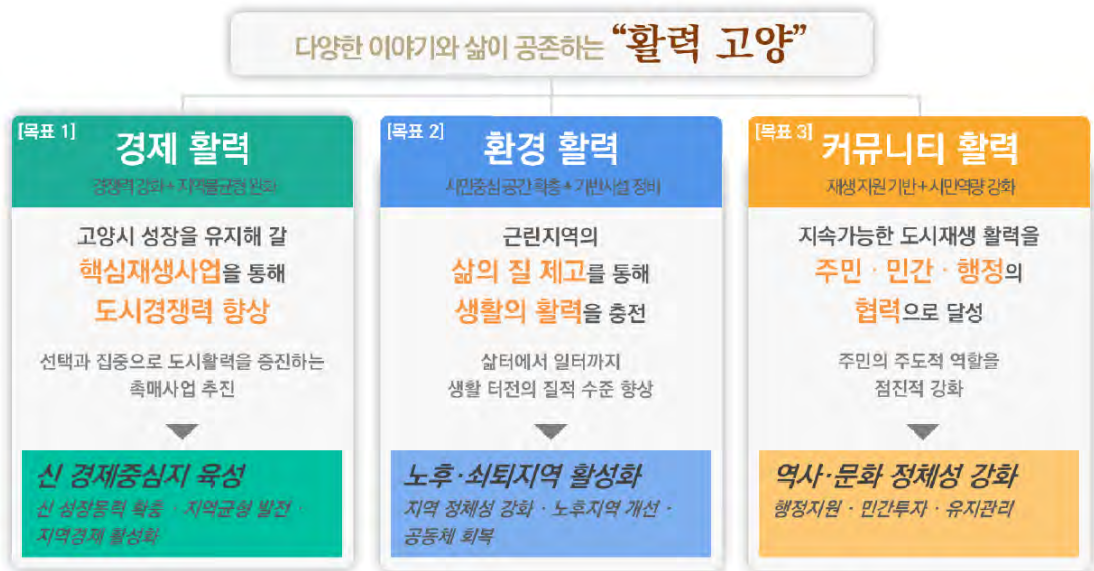 다양한 이야기와 삶이 공존하는 “활력 고양”
[목표 1]
경제 활력
경쟁력 강화 + 지역불균형 완화
고양시 성장을 유지해 갈
핵심재생사업을 통해
도시경쟁력 향상
선택과 집중으로 도시활력을 증진하는
촉매사업 추진
신 경제중심지 육성
신 성장동력 확충 · 지역균형 발전 ·
지역경제 활성화
[목표 2]
환경 활력
시민중심 공간 확충 + 기반시설 정비
근린지역의
삶의 질 제고를 통해
생활의 활력을 충전
삶터에서 일터까지
생활 터전의 질적 수준 향상
노후·쇠퇴지역 활성화
지역 정체성 강화 · 노후지역 개선 ·
공동체 회복
[목표 3]
커뮤니티 활력
재생 자원 기반 + 시민역량 강화
지속가능한 도시재생 활력을
주민 · 민간 · 행정의
협력으로 달성
주민의 주도적 역할을
점진적 강화
역사·문화 정체성 강화
행정지원 · 민간투자 · 유지관리